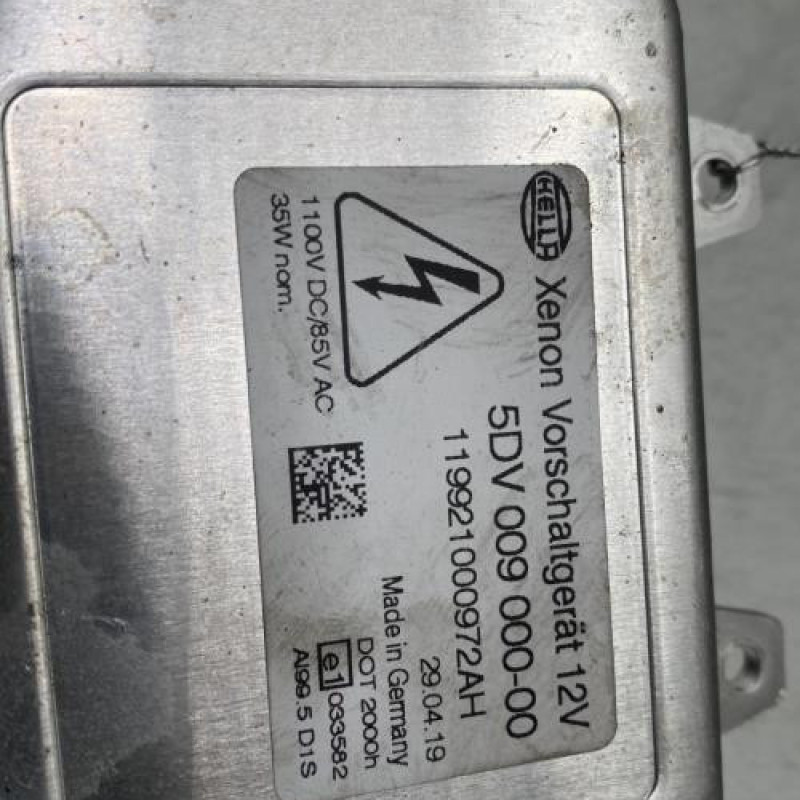 HELLA Xenon Vorschaltgerät 12V
5DV 009 000-00
119921000972AH
29.04.19
Made in Germany
1100V DC/85V AC
35W nom.
DOT 2000h
e1 033582
AI99.5 D1S